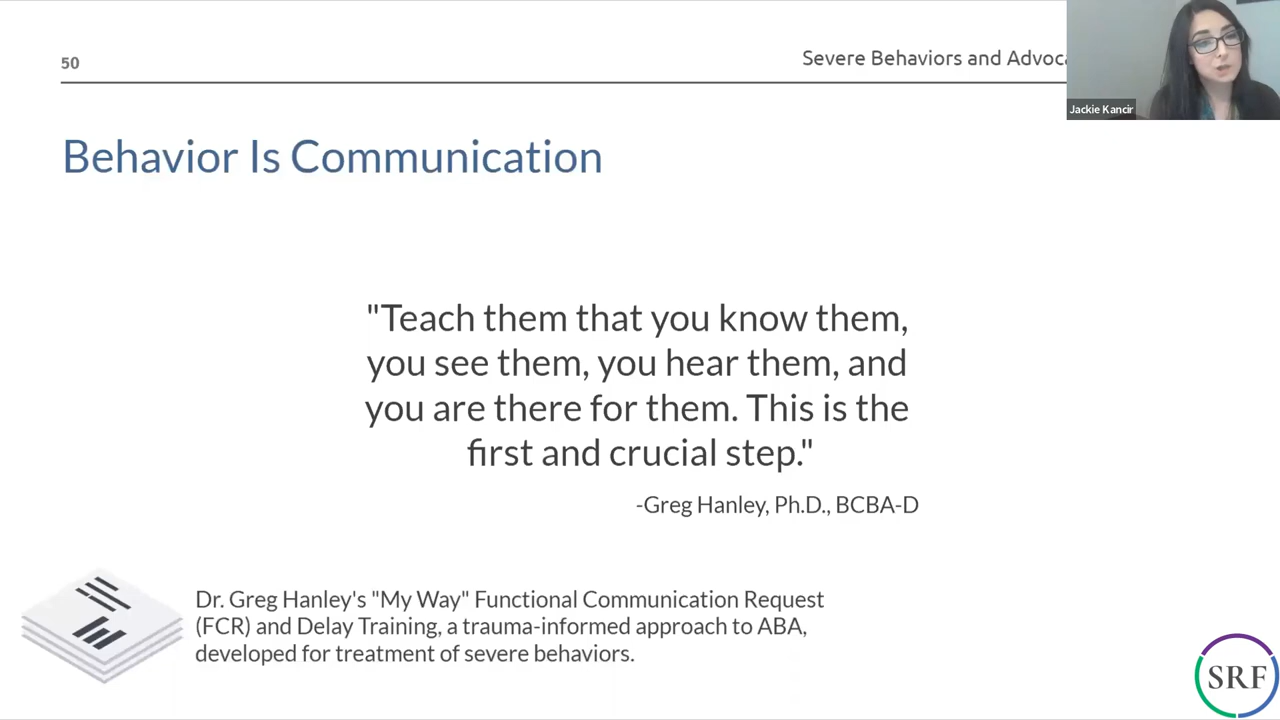 50
Severe Behaviors and Advoca
Jackie Kancir
Behavior Is Communication
"Teach them that you know them,
you see them, you hear them, and
you are there for them. This is the
first and crucial step."
-Greg Hanley, Ph.D., BCBA-D
Dr. Greg Hanley's "My Way" Functional Communication Request
(FCR) and Delay Training, a trauma-informed approach to ABA,
developed for treatment of severe behaviors.
SRF